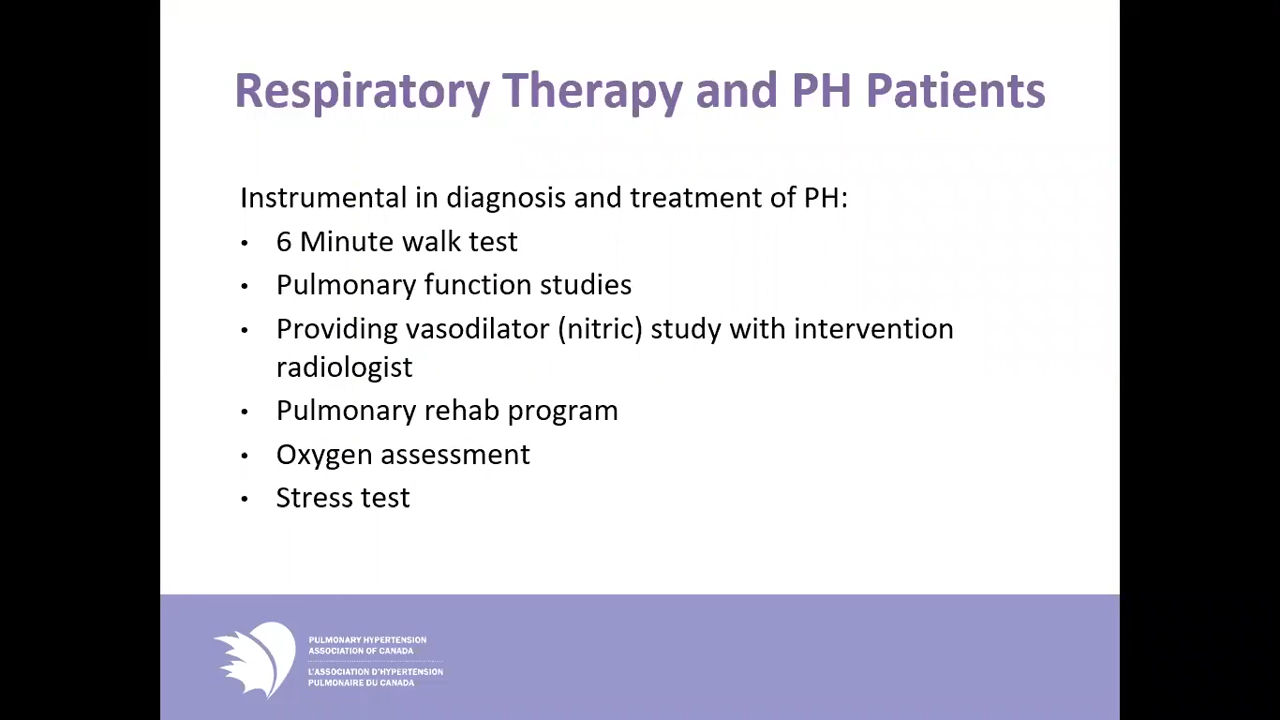 Respiratory Therapy and PH Patients
Instrumental in diagnosis and treatment of PH:
• 6 Minute walk test
• Pulmonary function studies
• Providing vasodilator (nitric) study with intervention
radiologist
• Pulmonary rehab program
• Oxygen assessment
• Stress test
PULMONARY HYPERTENSION
ASSOCIATION OF CANADA
L'ASSOCIATION D'HYPERTENSION
PULMONAIRE DU CANADA